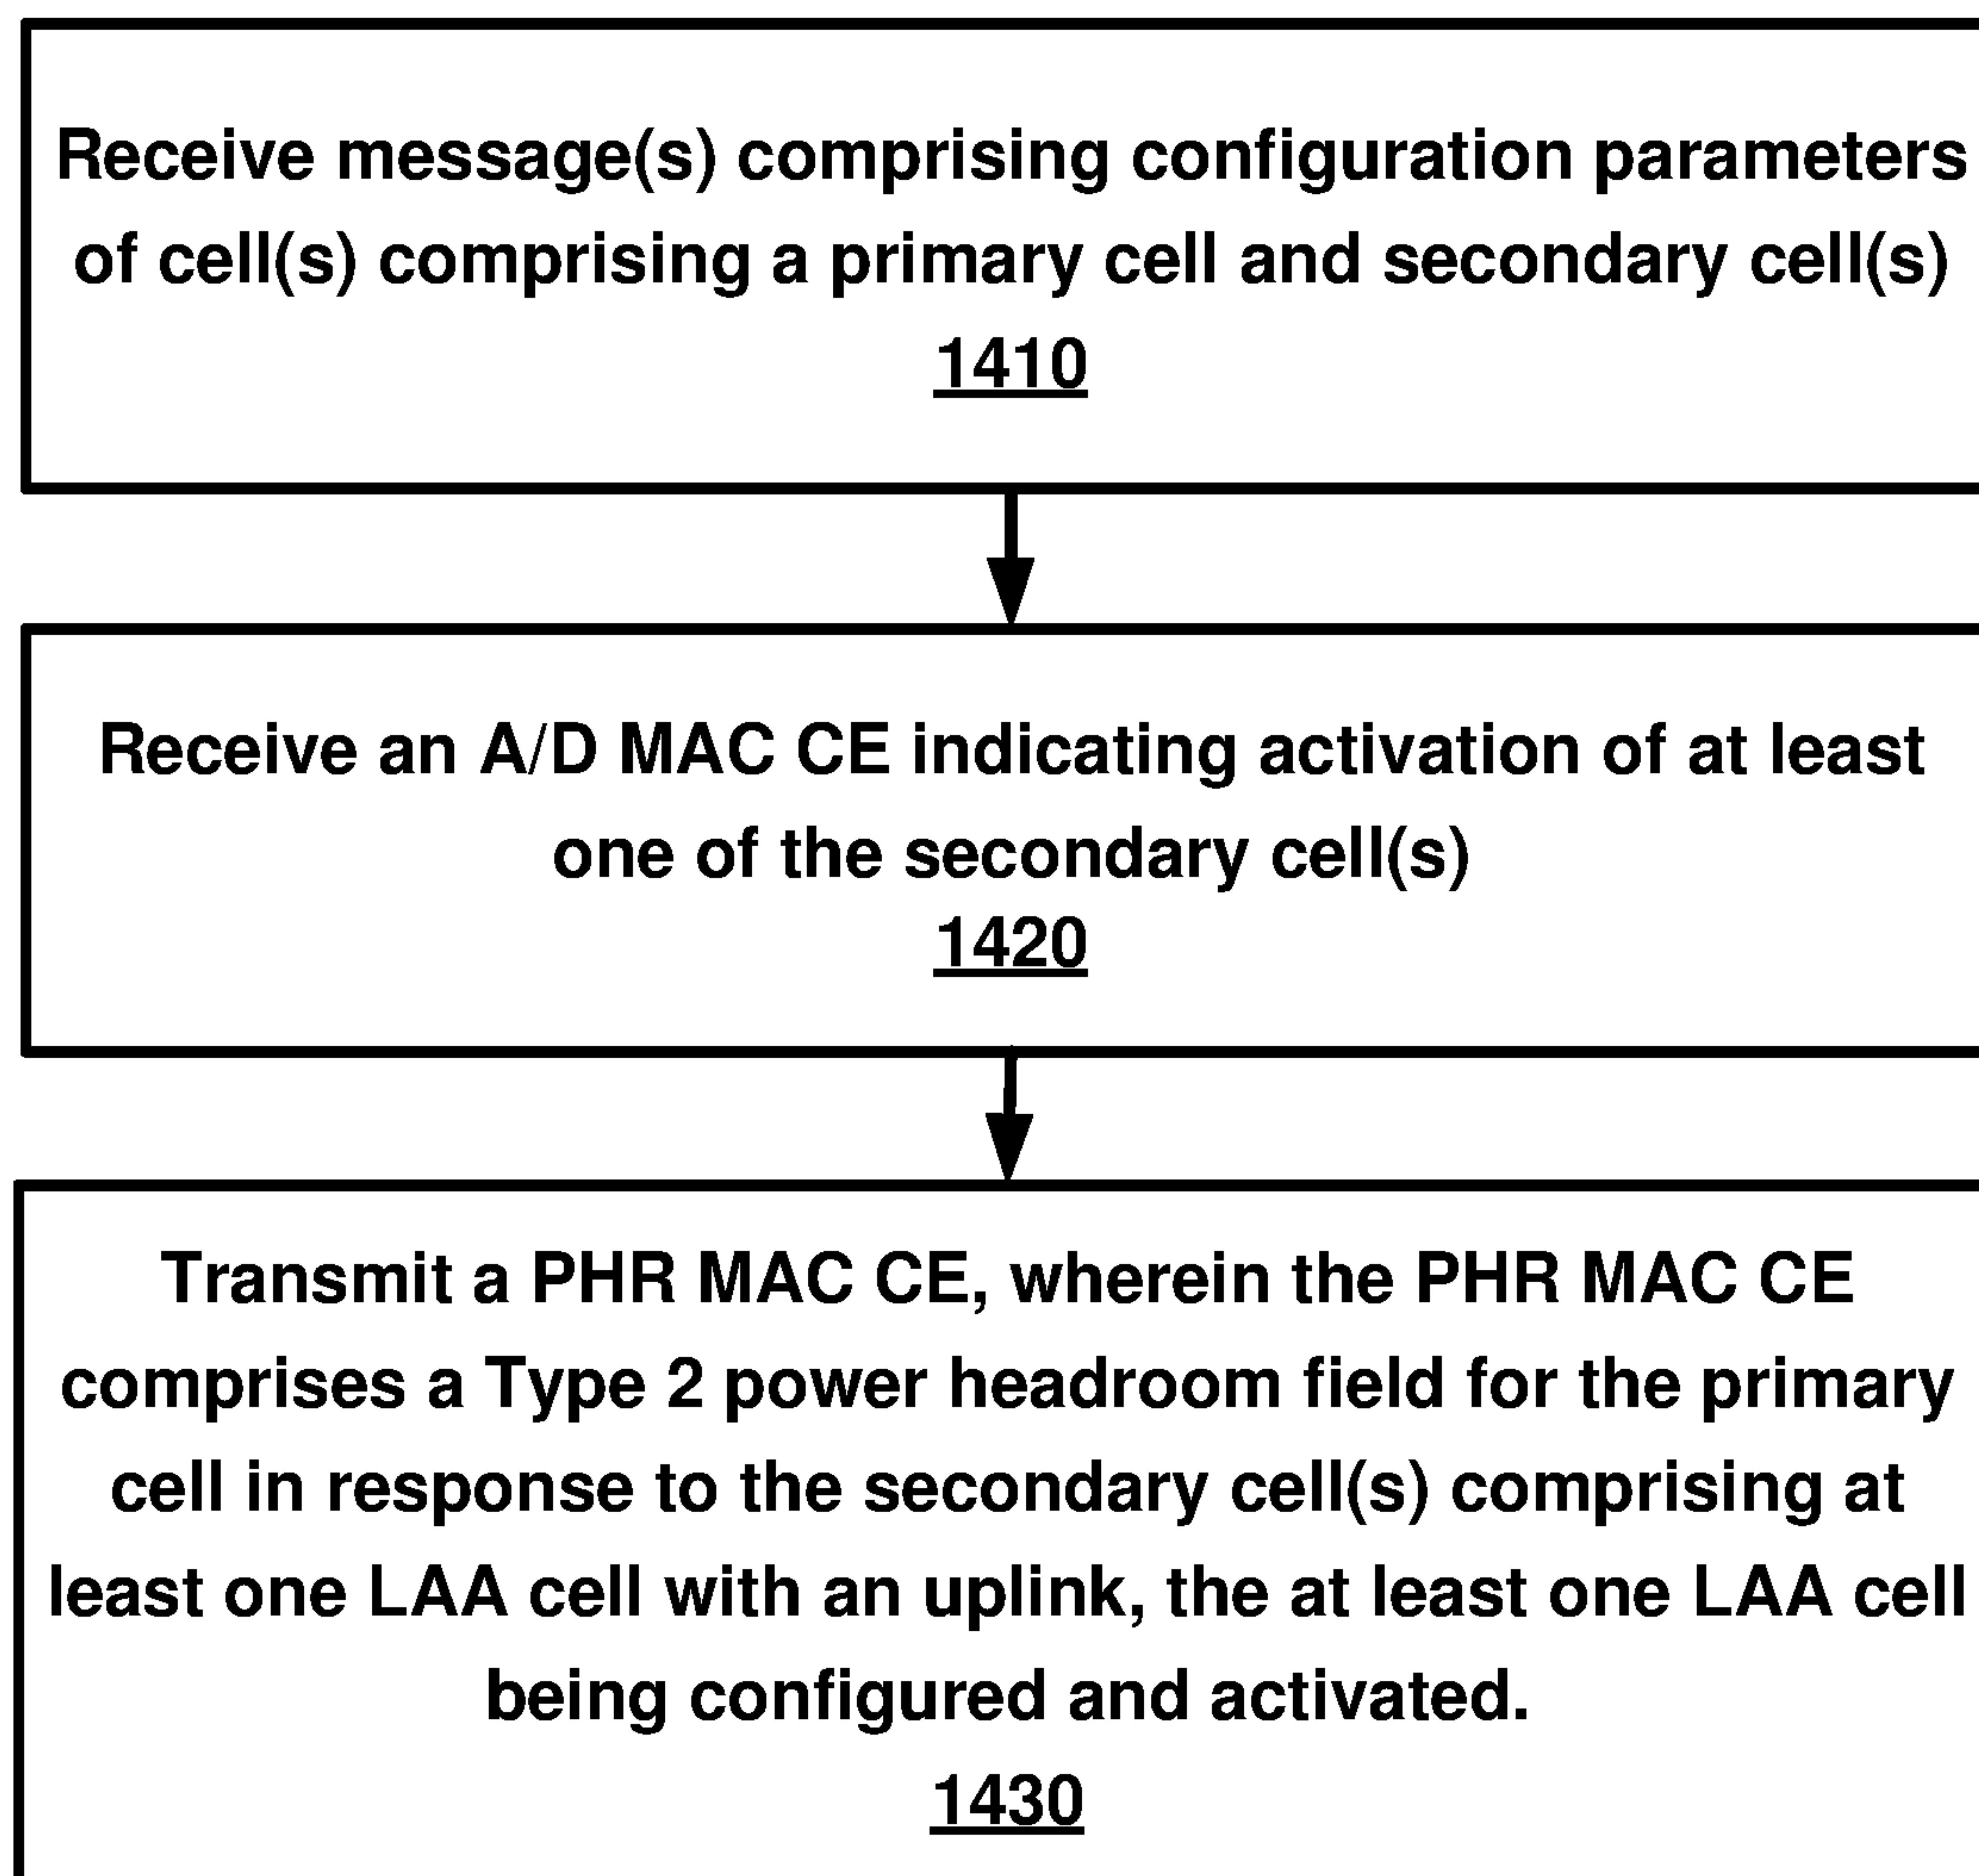 Receive message(s) comprising configuration parameters
of cell(s) comprising a primary cell and secondary cell(s)
1410
Receive an A/D MAC CE indicating activation of at least
one of the secondary cell(s)
1420
Transmit a PHR MAC CE, wherein the PHR MAC CE
comprises a Type 2 power headroom field for the primary
cell in response to the secondary cell(s) comprising at
least one LAA cell with an uplink, the at least one LAA cell
being configured and activated.
1430